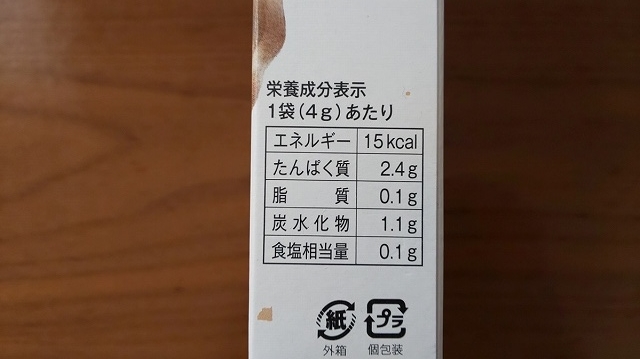 栄養成分表示
1袋(4g)あたり
エネルギー 15kcal
たんぱく質 2.4g
脂質 0.1g
炭水化物 1.1g
食塩相当量 0.1g
紙 プラ
外箱 個包装